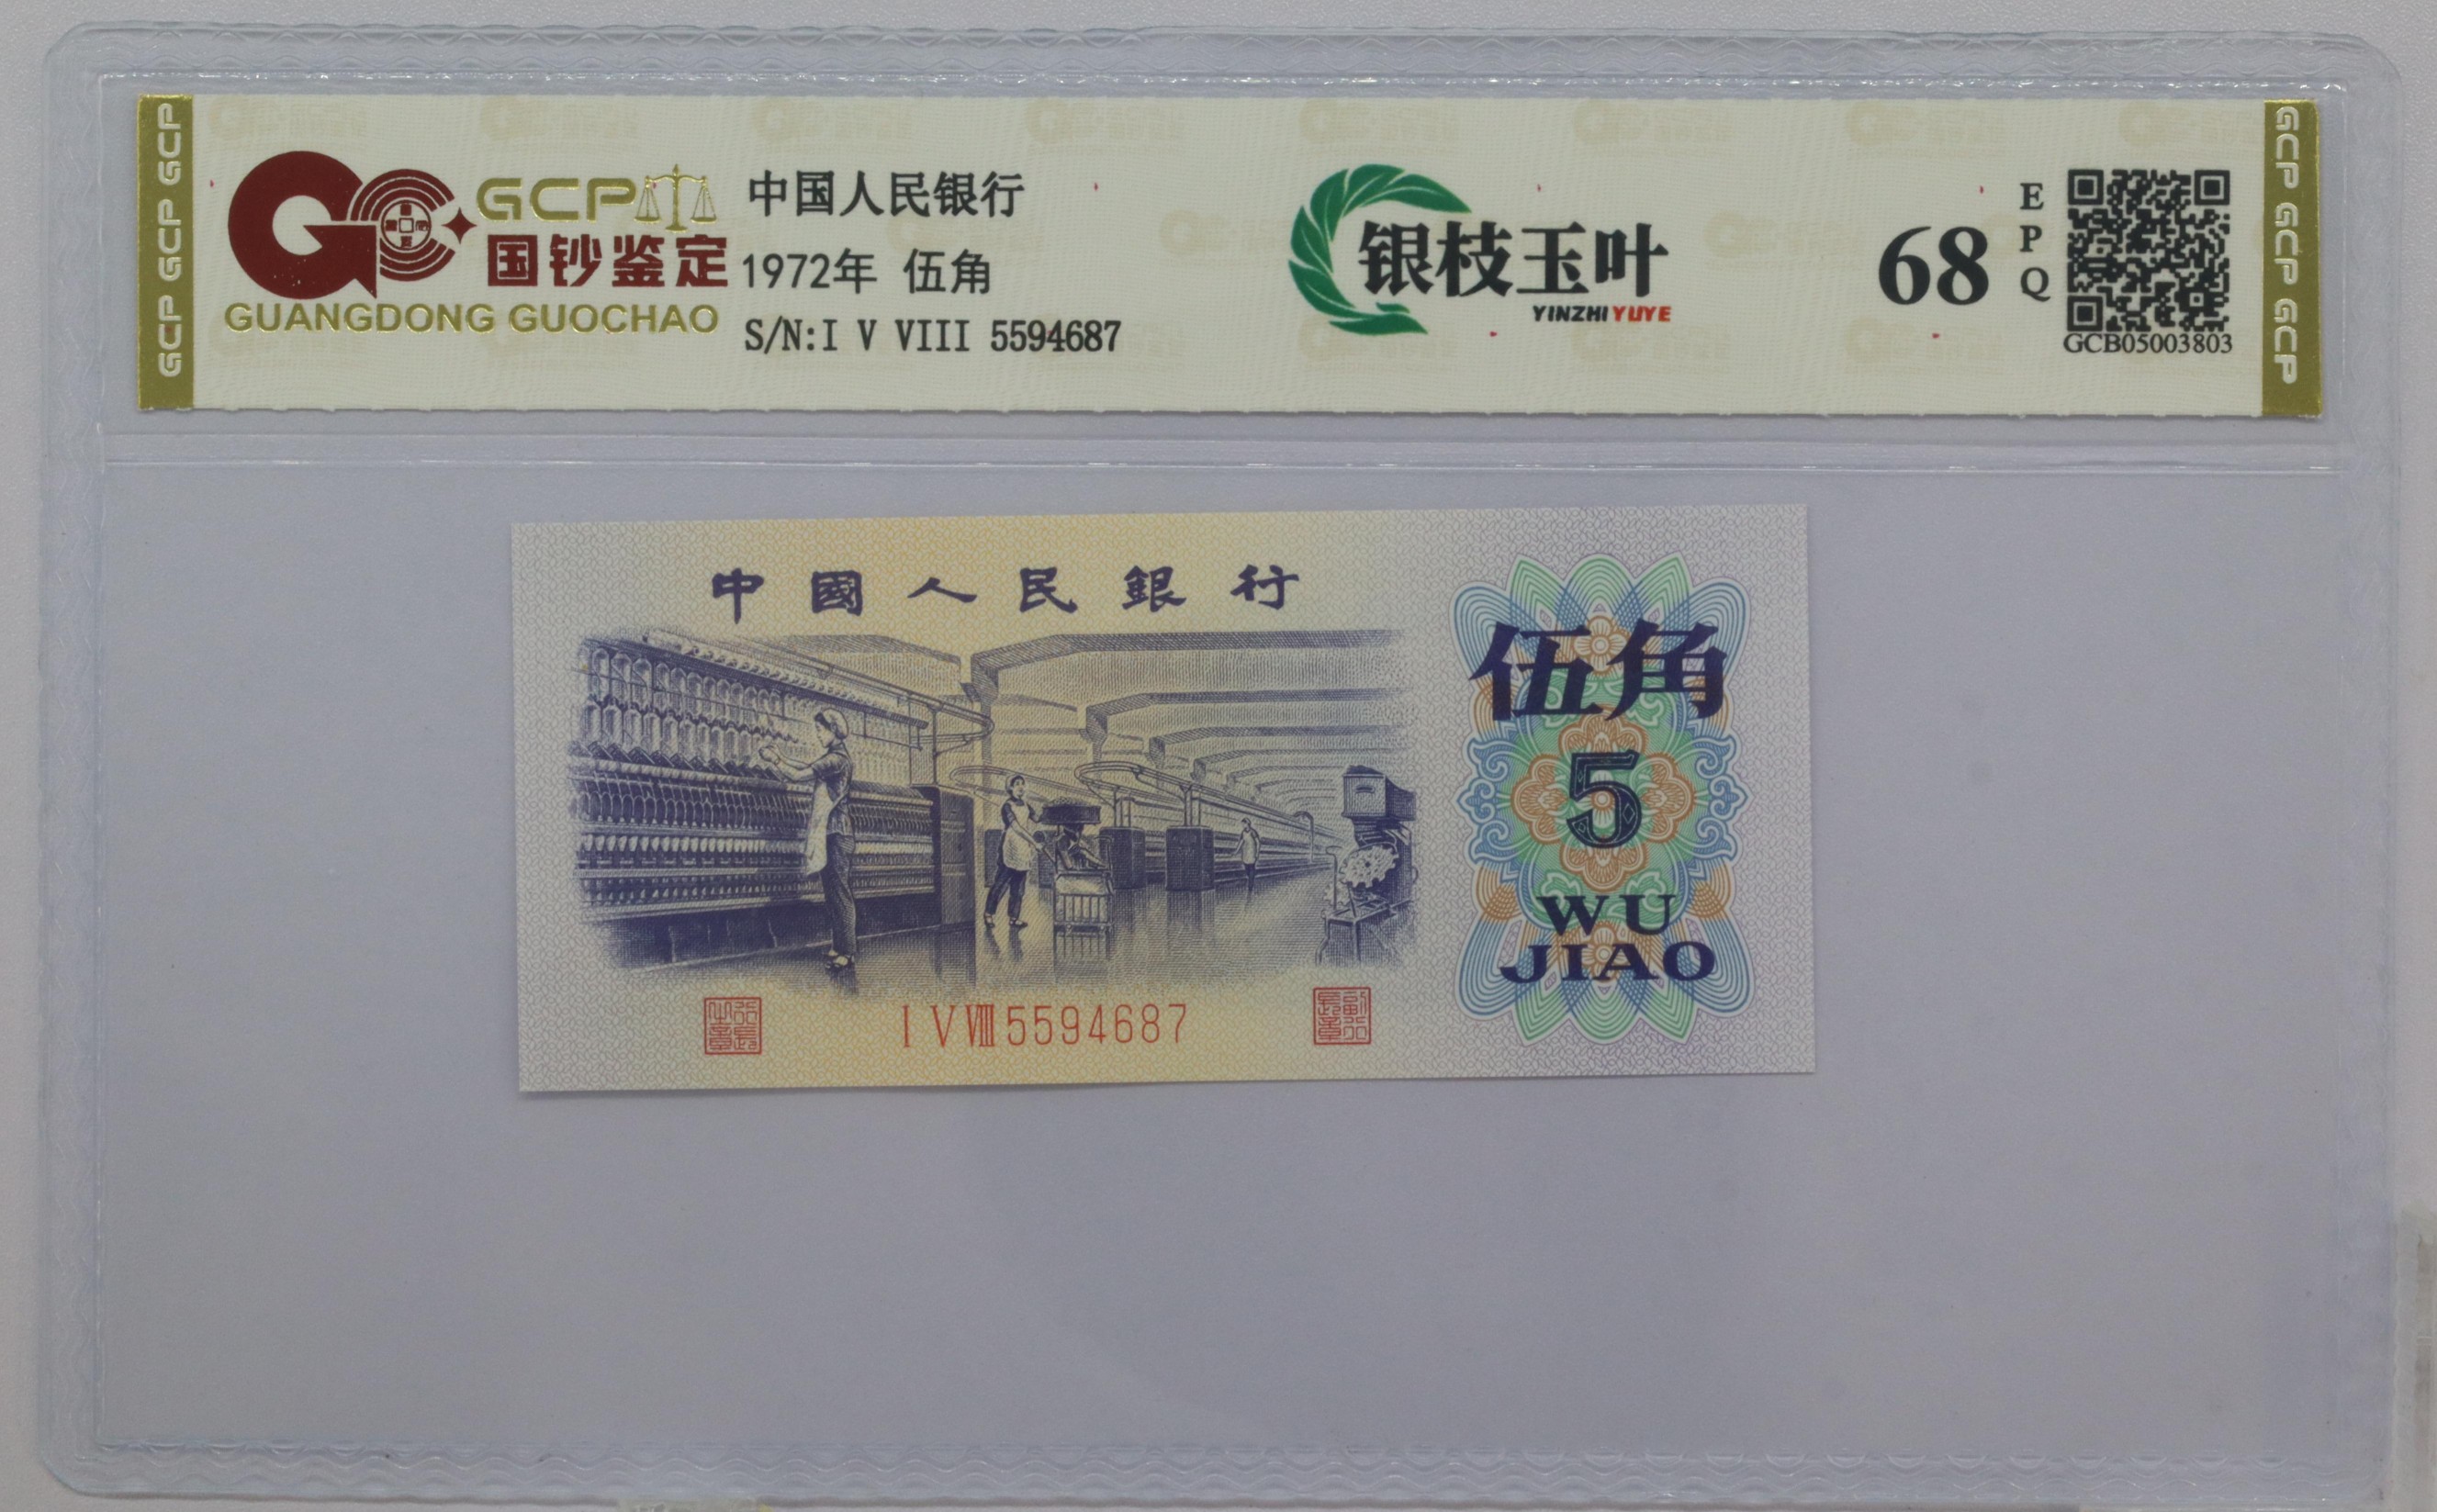 GCP GCP GCP
GCP
国钞鉴定
GUANGDONG GUOCHAO
中国人民银行
1972年 伍角
S/N:I V VIII 5594687
银枝玉叶
YINZHIYUYE
68
EPQ
GCB05003803
GCP GCP GCP
中國人民銀行
伍角
5
WU
JIAO
I V VIII 5594687